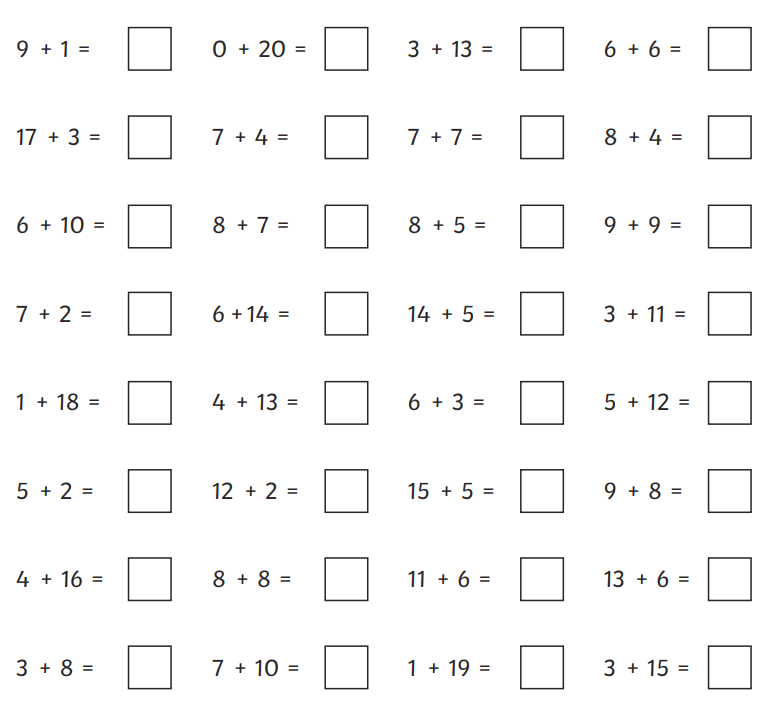 9 + 1 = 0 + 20 = 3 + 13 = 6 + 6 =
17 + 3 = 7 + 4 = 7 + 7 = 8 + 4 =
6 + 10 = 8 + 7 = 8 + 5 = 9 + 9 =
7 + 2 = 6 + 14 = 14 + 5 = 3 + 11 =
1 + 18 = 4 + 13 = 6 + 3 = 5 + 12 =
5 + 2 = 12 + 2 = 15 + 5 = 9 + 8 =
4 + 16 = 8 + 8 = 11 + 6 = 13 + 6 =
3 + 8 = 7 + 10 = 1 + 19 = 3 + 15 =